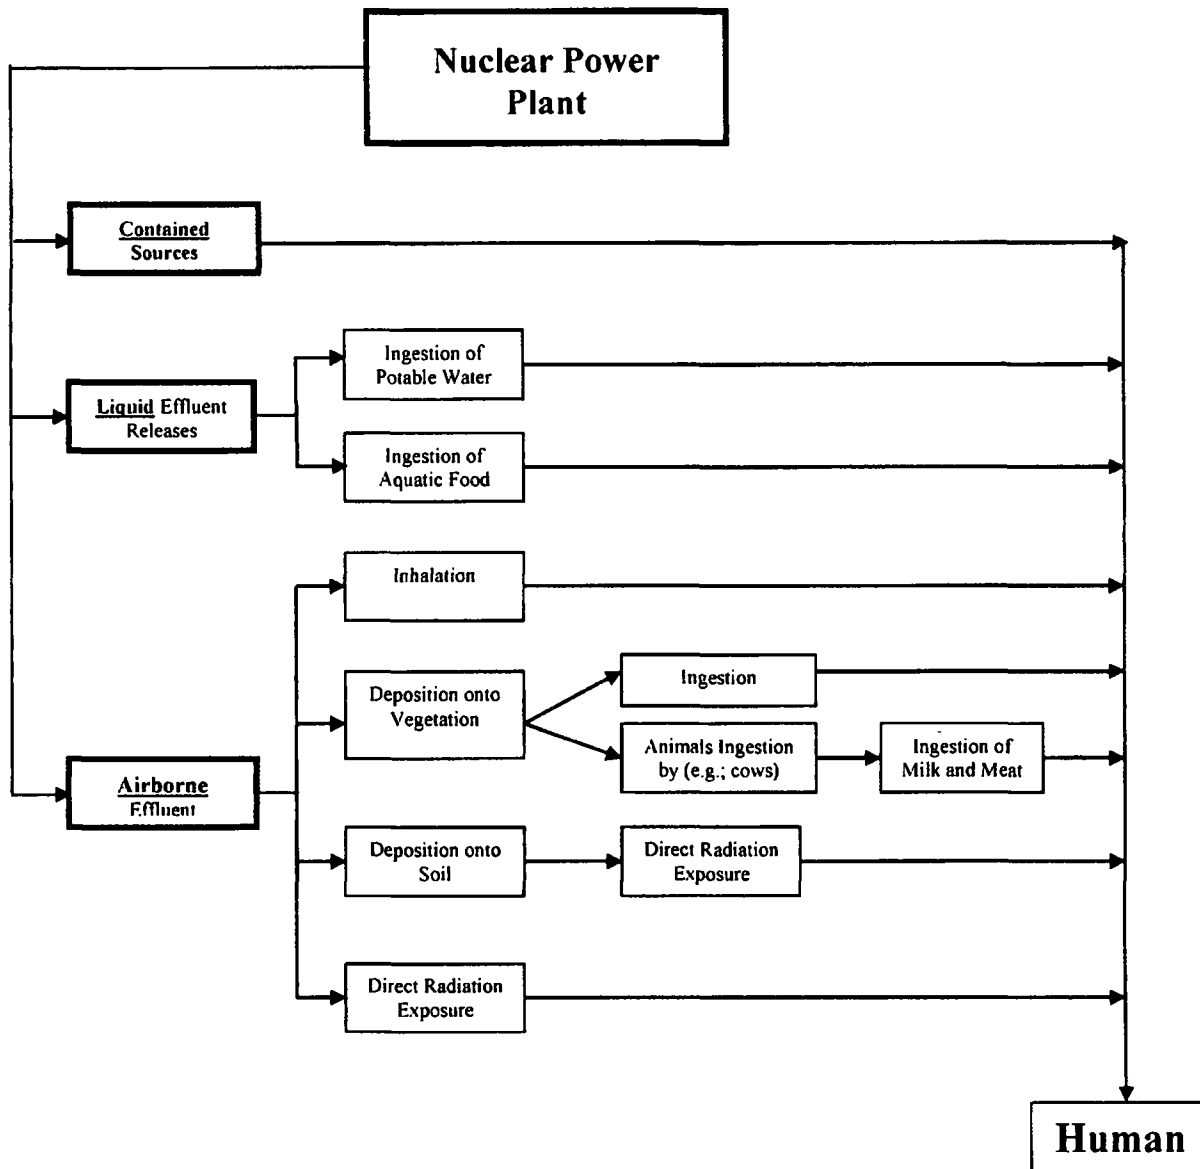 Nuclear Power
Plant
Contained
Sources
Ingestion of
Potable Water
Liquid Effluent
Releases
Ingestion of
Aquatic Food
Inhalation
Deposition onto
Vegetation
Ingestion
Animals Ingestion
by (e.g.; cows)
Ingestion of
Milk and Meat
Airborne
Effluent
Deposition onto
Soil
Direct Radiation
Exposure
Direct Radiation
Exposure
Human